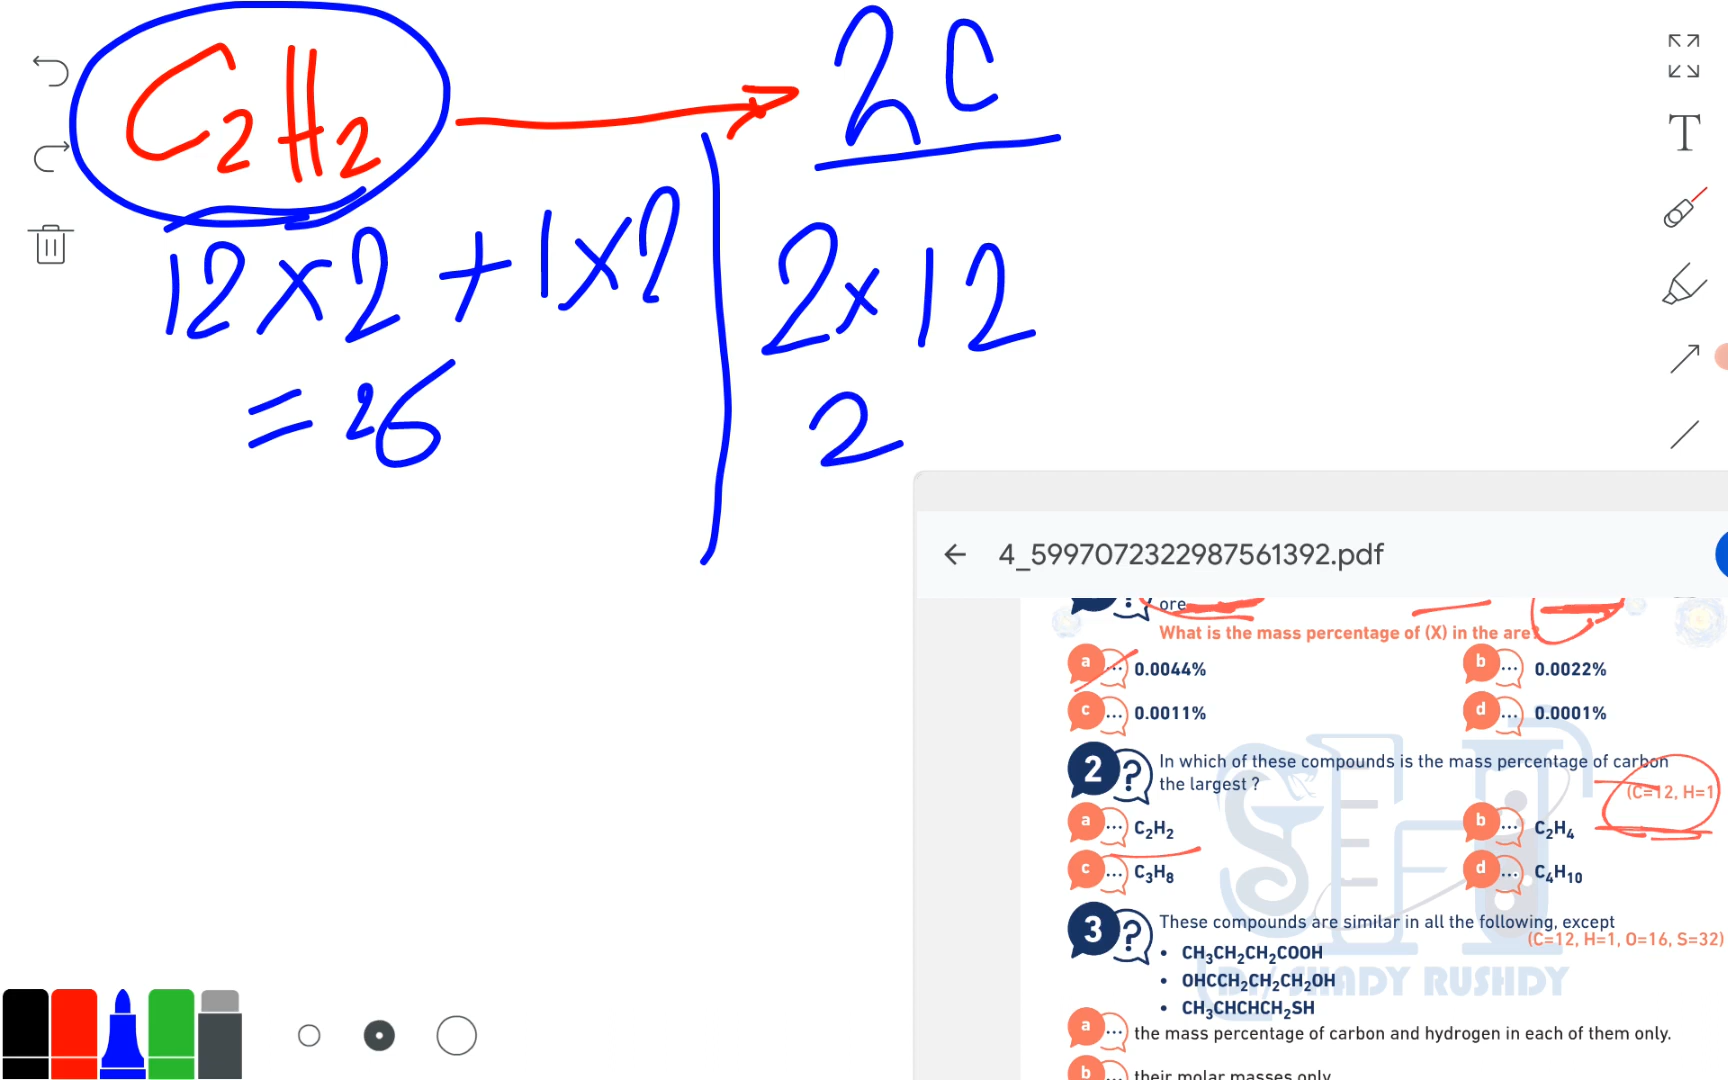 C2H2 → 2C
12×2 + 1×2 2×12
= 26 2
T
4_5997072322987561392.pdf
ore
What is the mass percentage of (X) in the are
a ... 0.0044% b ... 0.0022%
c ... 0.0011% d ... 0.0001%
2 ? In which of these compounds is the mass percentage of carbon
the largest ?
(C=12, H=1
a ... C₂H₂ b ... C₂H₄
c ... C₃H₈ d ... C₄H₁₀
3 ? These compounds are similar in all the following, except
(C=12, H=1, O=16, S=32)
• CH₃CH₂CH₂COOH
• OHCCH₂CH₂CH₂OH
• CH₃CHCHCH₂SH
SHADY RUSHDY
a ... the mass percentage of carbon and hydrogen in each of them only.
b their molar masses only